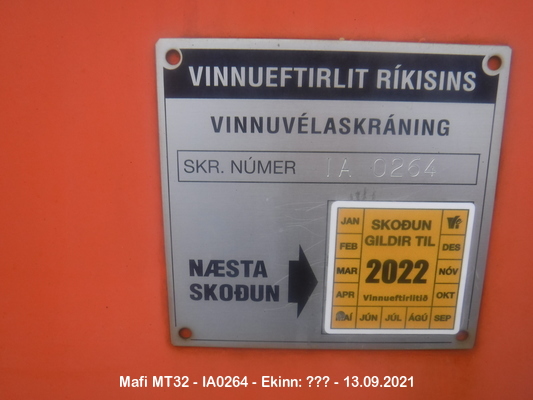 VINNUEFTIRLIT RÍKISINS
VINNUVÉLASKRÁNING
SKR. NÚMER IA 0264
NÆSTA
SKOÐUN
JAN
SKOÐUN
GILDIR TIL
FEB
DES
MAR
2022
NÓV
APR
Vinnueftirlitið
OKT
JÚN JÚL ÁGÚ SEP
Mafi MT32 - IA0264 - Ekinn: ??? - 13.09.2021